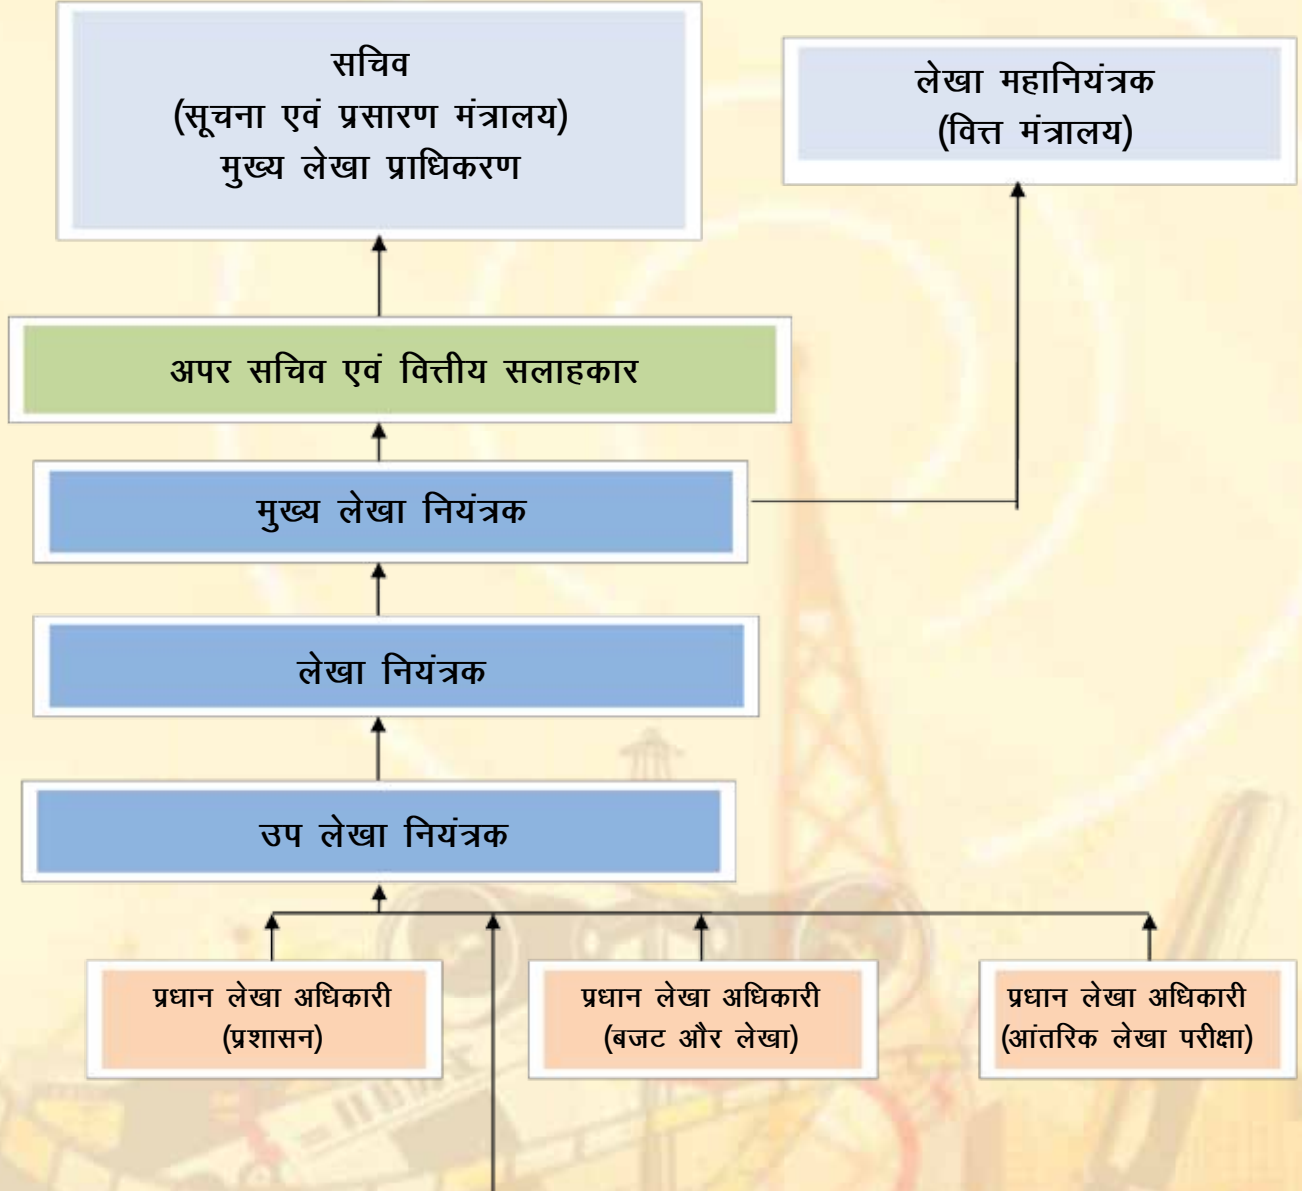 सचिव
(सूचना एवं प्रसारण मंत्रालय)
मुख्य लेखा प्राधिकरण
लेखा महानियंत्रक
(वित्त मंत्रालय)
अपर सचिव एवं वित्तीय सलाहकार
मुख्य लेखा नियंत्रक
लेखा नियंत्रक
उप लेखा नियंत्रक
प्रधान लेखा अधिकारी
(प्रशासन)
प्रधान लेखा अधिकारी
(बजट और लेखा)
प्रधान लेखा अधिकारी
(आंतरिक लेखा परीक्षा)